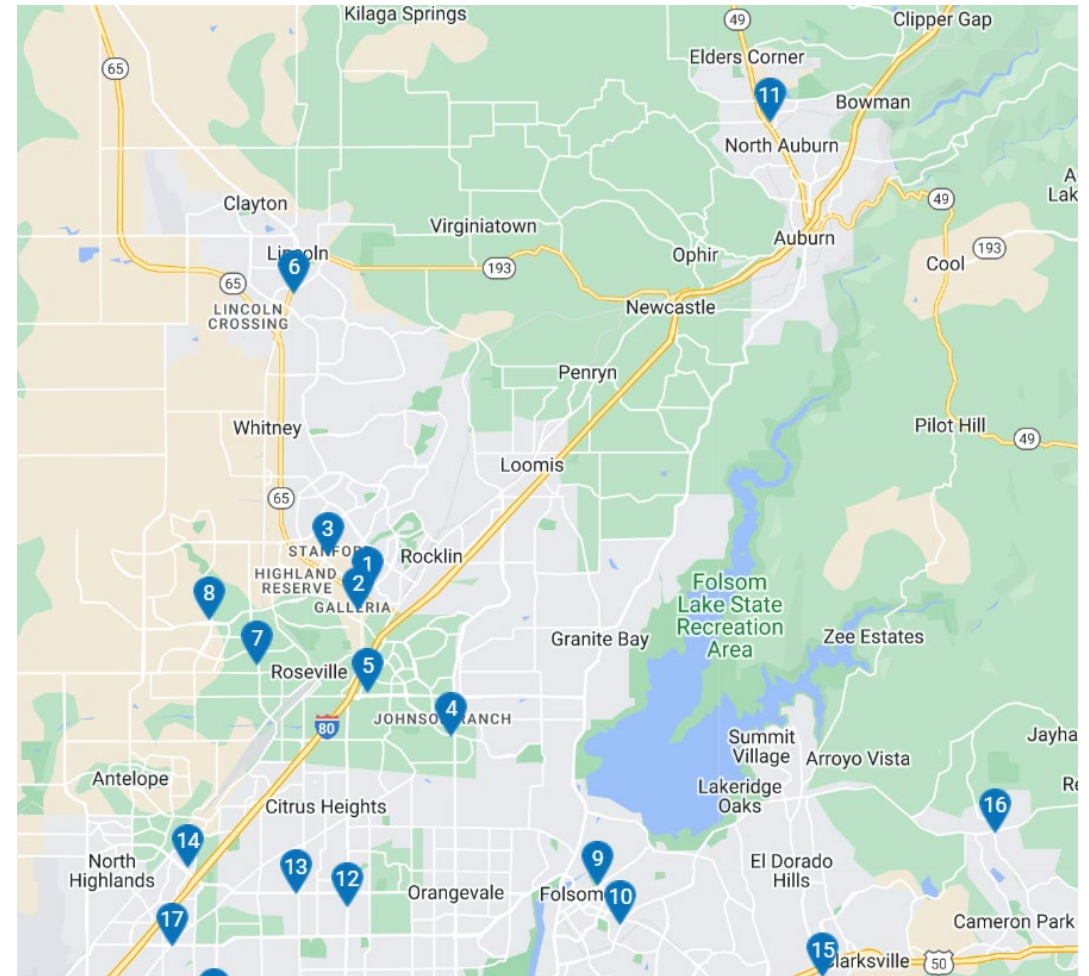 Kilaga Springs
49
Clipper Gap
65
Elders Corner
11
Bowman
North Auburn
Clayton
49
Virginiatown
Auburn
193
Lincoln
Ophir
Cool
6
193
65
LINCOLN
CROSSING
Newcastle
Penryn
Whitney
Pilot Hill
49
Loomis
65
3
Rocklin
1
HIGHLAND
RESERVE
2
GALLERIA
8
Folsom
Lake State
Recreation
Area
7
Granite Bay
Zee Estates
Roseville
5
4
80
Summit
Village
Arroyo Vista
Antelope
Lakeridge
Oaks
Citrus Heights
16
14
North
Highlands
13
12
9
El Dorado
Hills
Orangevale
Folsom
10
17
Cameron Park
15
50